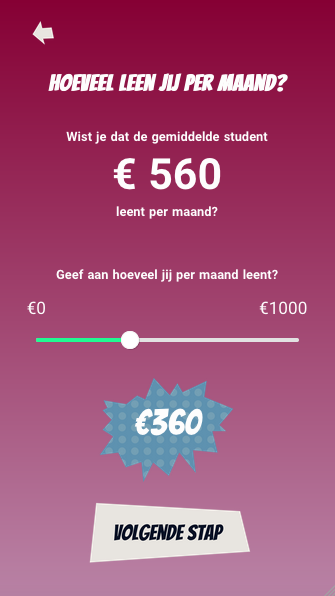 HOEVEEL LEEN JIJ PER MAAND?
Wist je dat de gemiddelde student
€ 560
leent per maand?
Geef aan hoeveel jij per maand leent?
€0 €1000
€360
VOLGENDE STAP